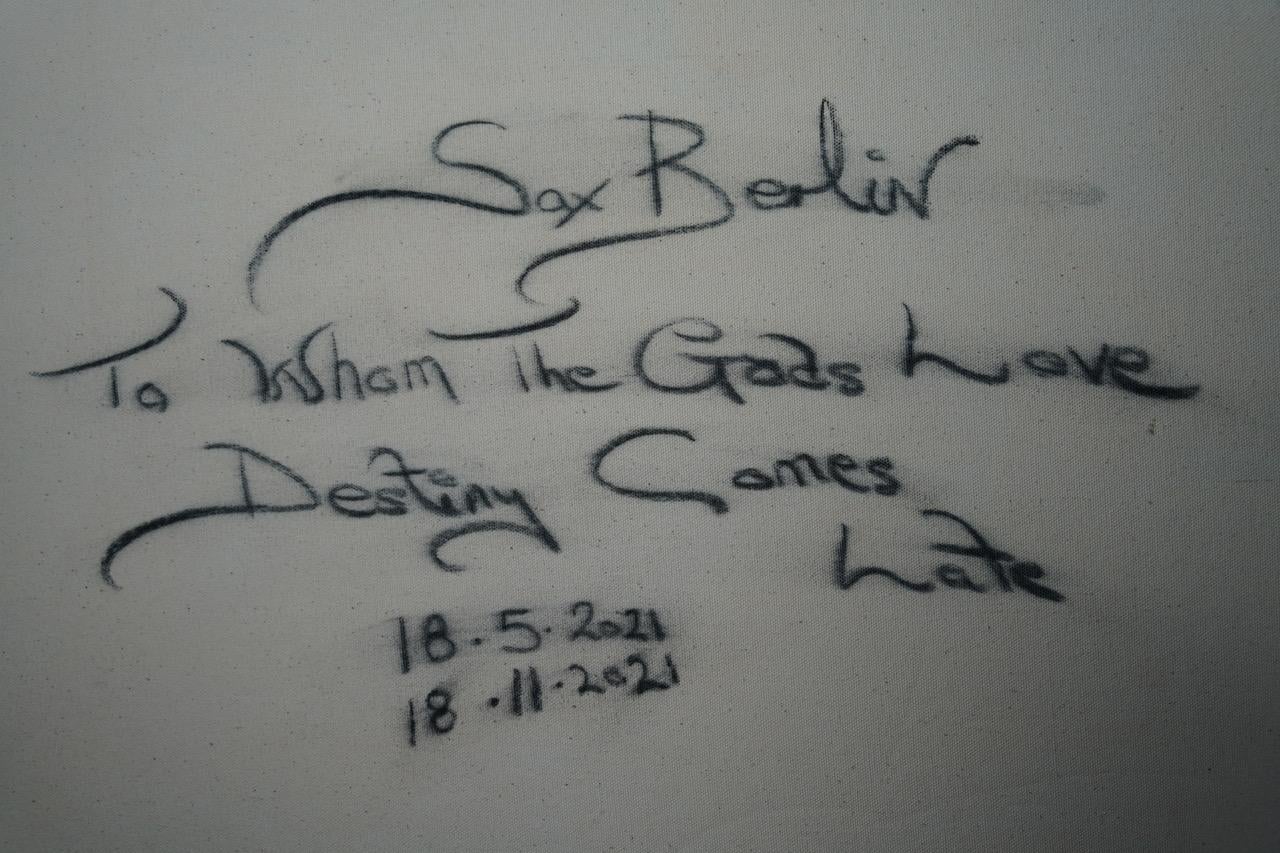 Sax Berlin
To Whom The Gods Love
Destiny Comes
Late
18.5.2021
18.11.2021